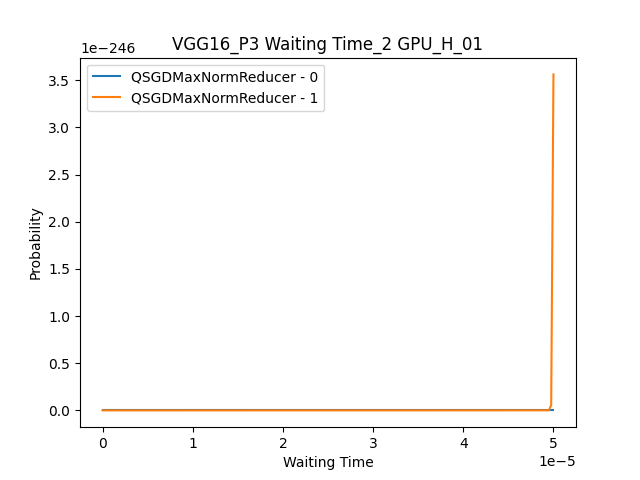 VGG16_P3 Waiting Time_2 GPU_H_01
1e−246
QSGDMaxNormReducer - 0
QSGDMaxNormReducer - 1
3.5
3.0
2.5
2.0
1.5
1.0
0.5
0.0
Probability
0 1 2 3 4 5
1e−5
Waiting Time